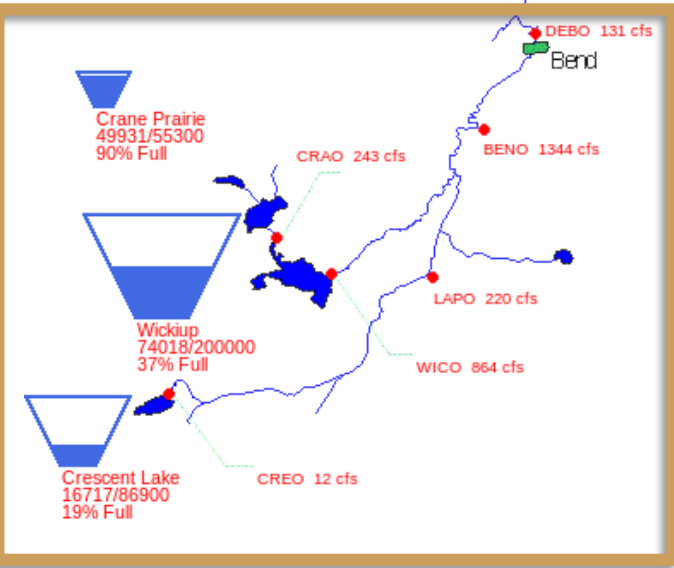 DEBO 131 cfs
Bend
Crane Prairie
49931/55300
90% Full
BENO 1344 cfs
CRAO 243 cfs
LAPO 220 cfs
Wickiup
74018/200000
37% Full
WICO 864 cfs
Crescent Lake
16717/86900
19% Full
CREO 12 cfs